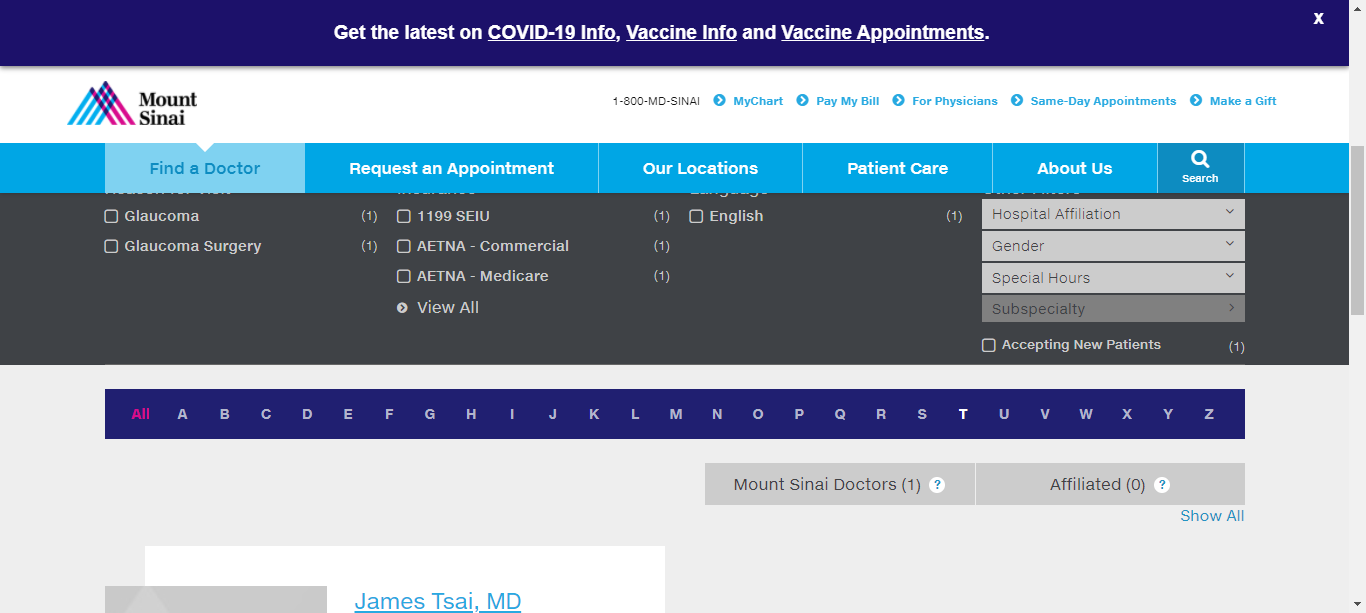 Get the latest on COVID-19 Info, Vaccine Info and Vaccine Appointments.
X
Mount
Sinai
1-800-MD-SINAI MyChart Pay My Bill For Physicians Same-Day Appointments Make a Gift
Find a Doctor Request an Appointment Our Locations Patient Care About Us Search
Glaucoma (1)
Glaucoma Surgery (1)
1199 SEIU (1)
AETNA - Commercial (1)
AETNA - Medicare (1)
View All
English (1)
Hospital Affiliation
Gender
Special Hours
Subspecialty
Accepting New Patients (1)
All A B C D E F G H I J K L M N O P Q R S T U V W X Y Z
Mount Sinai Doctors (1) ? Affiliated (0) ?
Show All
James Tsai, MD